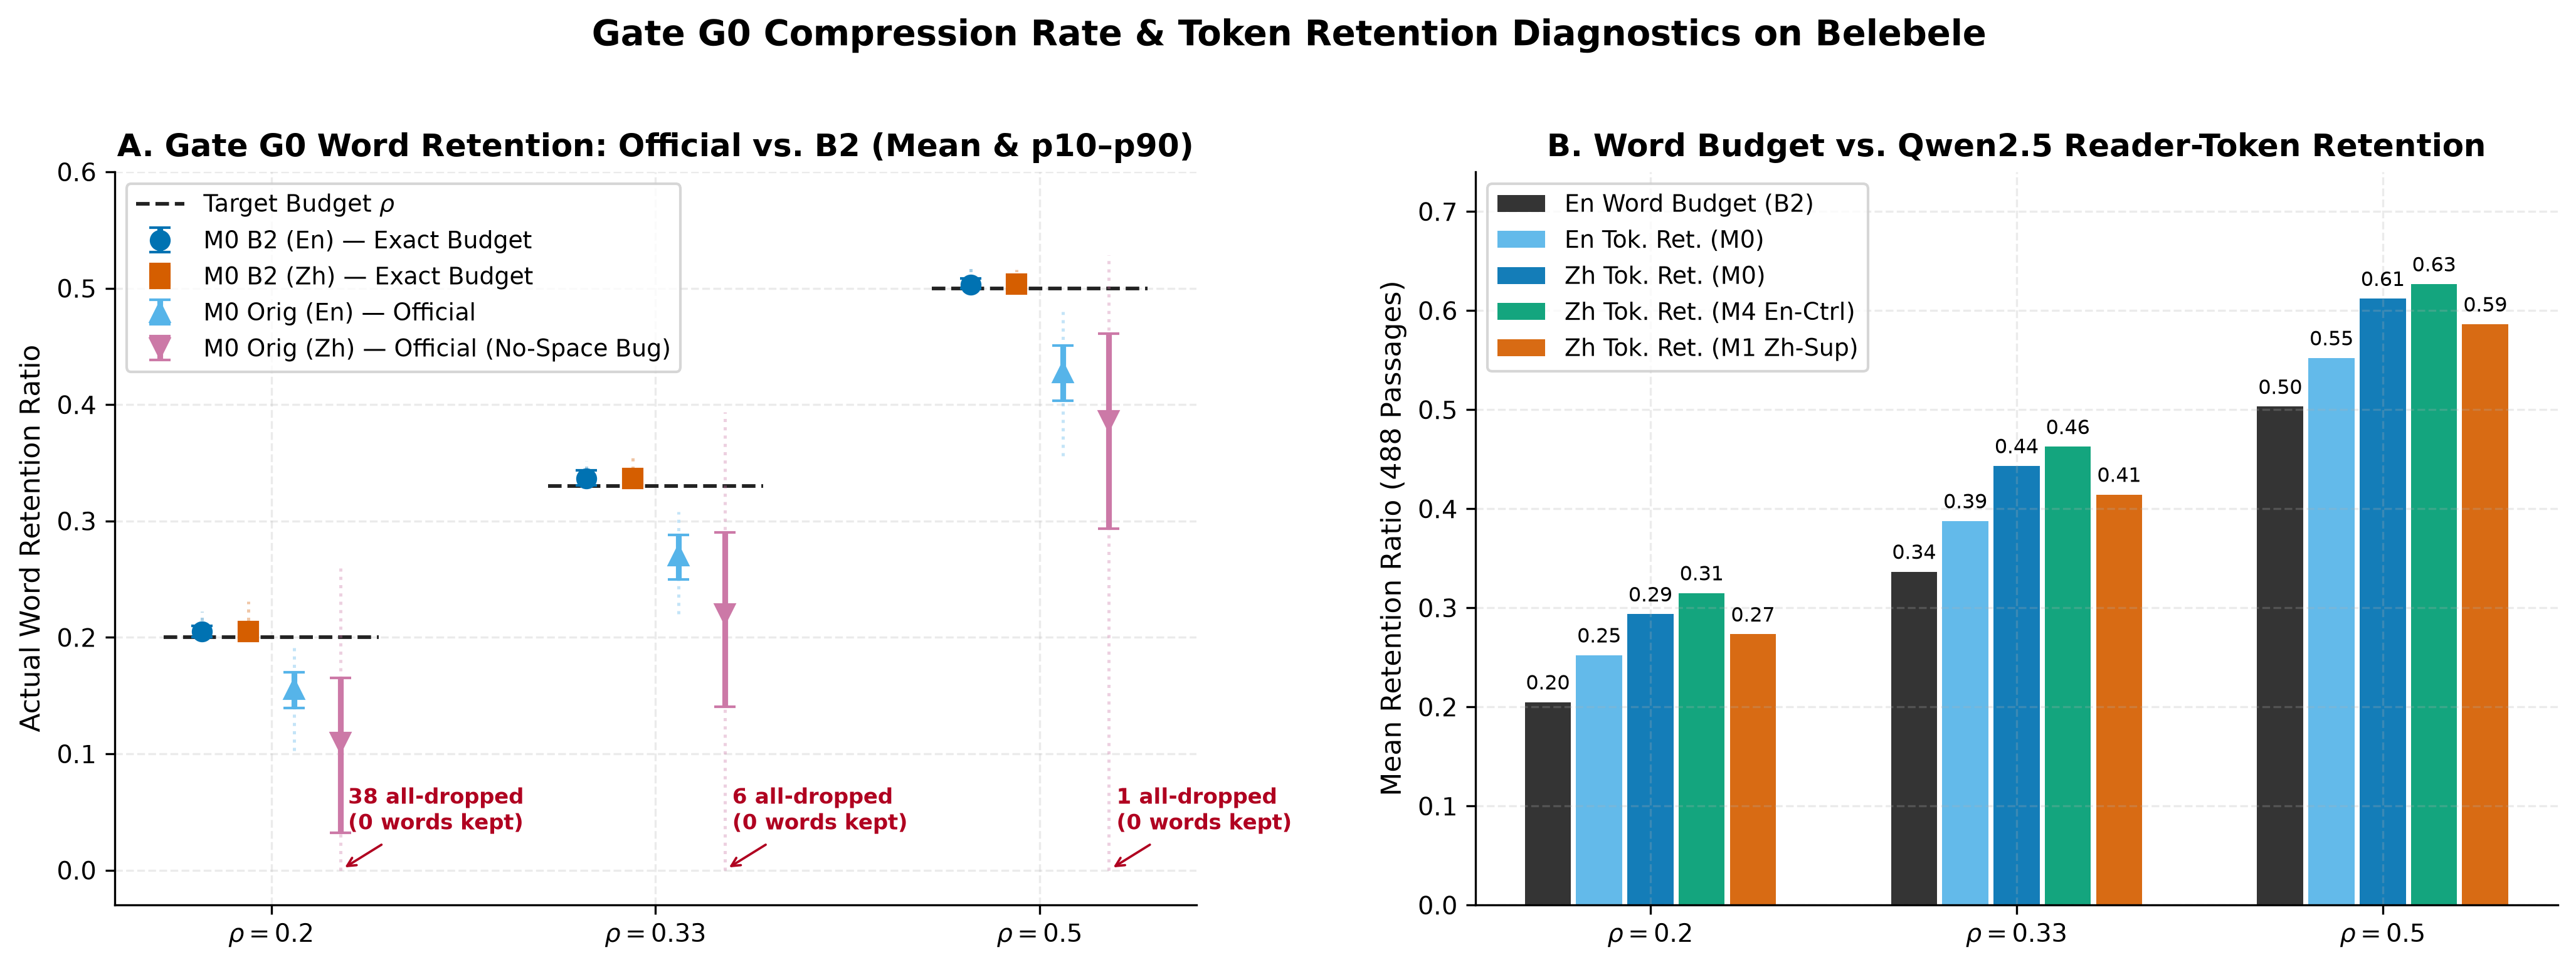 Gate G0 Compression Rate & Token Retention Diagnostics on Belebele
A. Gate G0 Word Retention: Official vs. B2 (Mean & p10–p90)
Actual Word Retention Ratio
0.6
0.5
0.4
0.3
0.2
0.1
0.0
Target Budget ρ
M0 B2 (En) — Exact Budget
M0 B2 (Zh) — Exact Budget
M0 Orig (En) — Official
M0 Orig (Zh) — Official (No-Space Bug)
38 all-dropped
(0 words kept)
6 all-dropped
(0 words kept)
1 all-dropped
(0 words kept)
ρ = 0.2
ρ = 0.33
ρ = 0.5
B. Word Budget vs. Qwen2.5 Reader-Token Retention
Mean Retention Ratio (488 Passages)
0.7
0.6
0.5
0.4
0.3
0.2
0.1
0.0
En Word Budget (B2)
En Tok. Ret. (M0)
Zh Tok. Ret. (M0)
Zh Tok. Ret. (M4 En-Ctrl)
Zh Tok. Ret. (M1 Zh-Sup)
0.20
0.25
0.29
0.31
0.27
0.34
0.39
0.44
0.46
0.41
0.50
0.55
0.61
0.63
0.59
ρ = 0.2
ρ = 0.33
ρ = 0.5